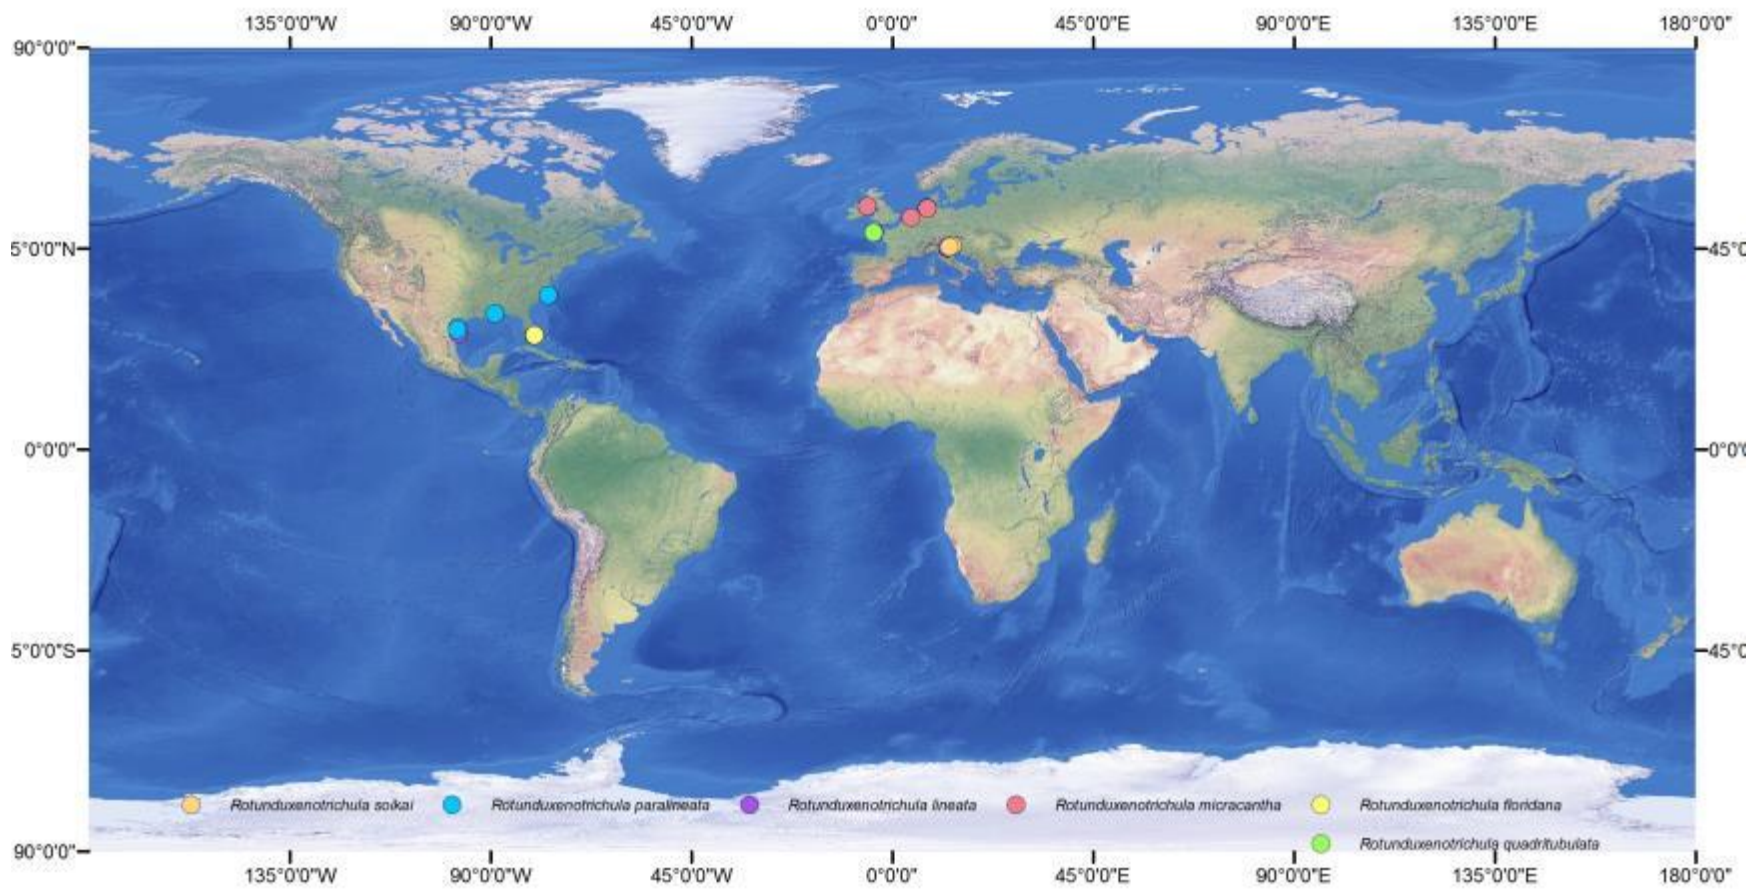 135°0'0"W 90°0'0"W 45°0'0"W 0°0'0" 45°0'0"E 90°0'0"E 135°0'0"E 180°0'0"
90°0'0"
5°0'0"N 45°0
0°0'0" 0°0'0
5°0'0"S 45°0
Rotunduxenotrichula soikai Rotunduxenotrichula paralineata Rotunduxenotrichula lineata Rotunduxenotrichula micracantha Rotunduxenotrichula floridana
Rotunduxenotrichula quadritubulata
90°0'0"
135°0'0"W 90°0'0"W 45°0'0"W 0°0'0" 45°0'0"E 90°0'0"E 135°0'0"E 180°0'0"